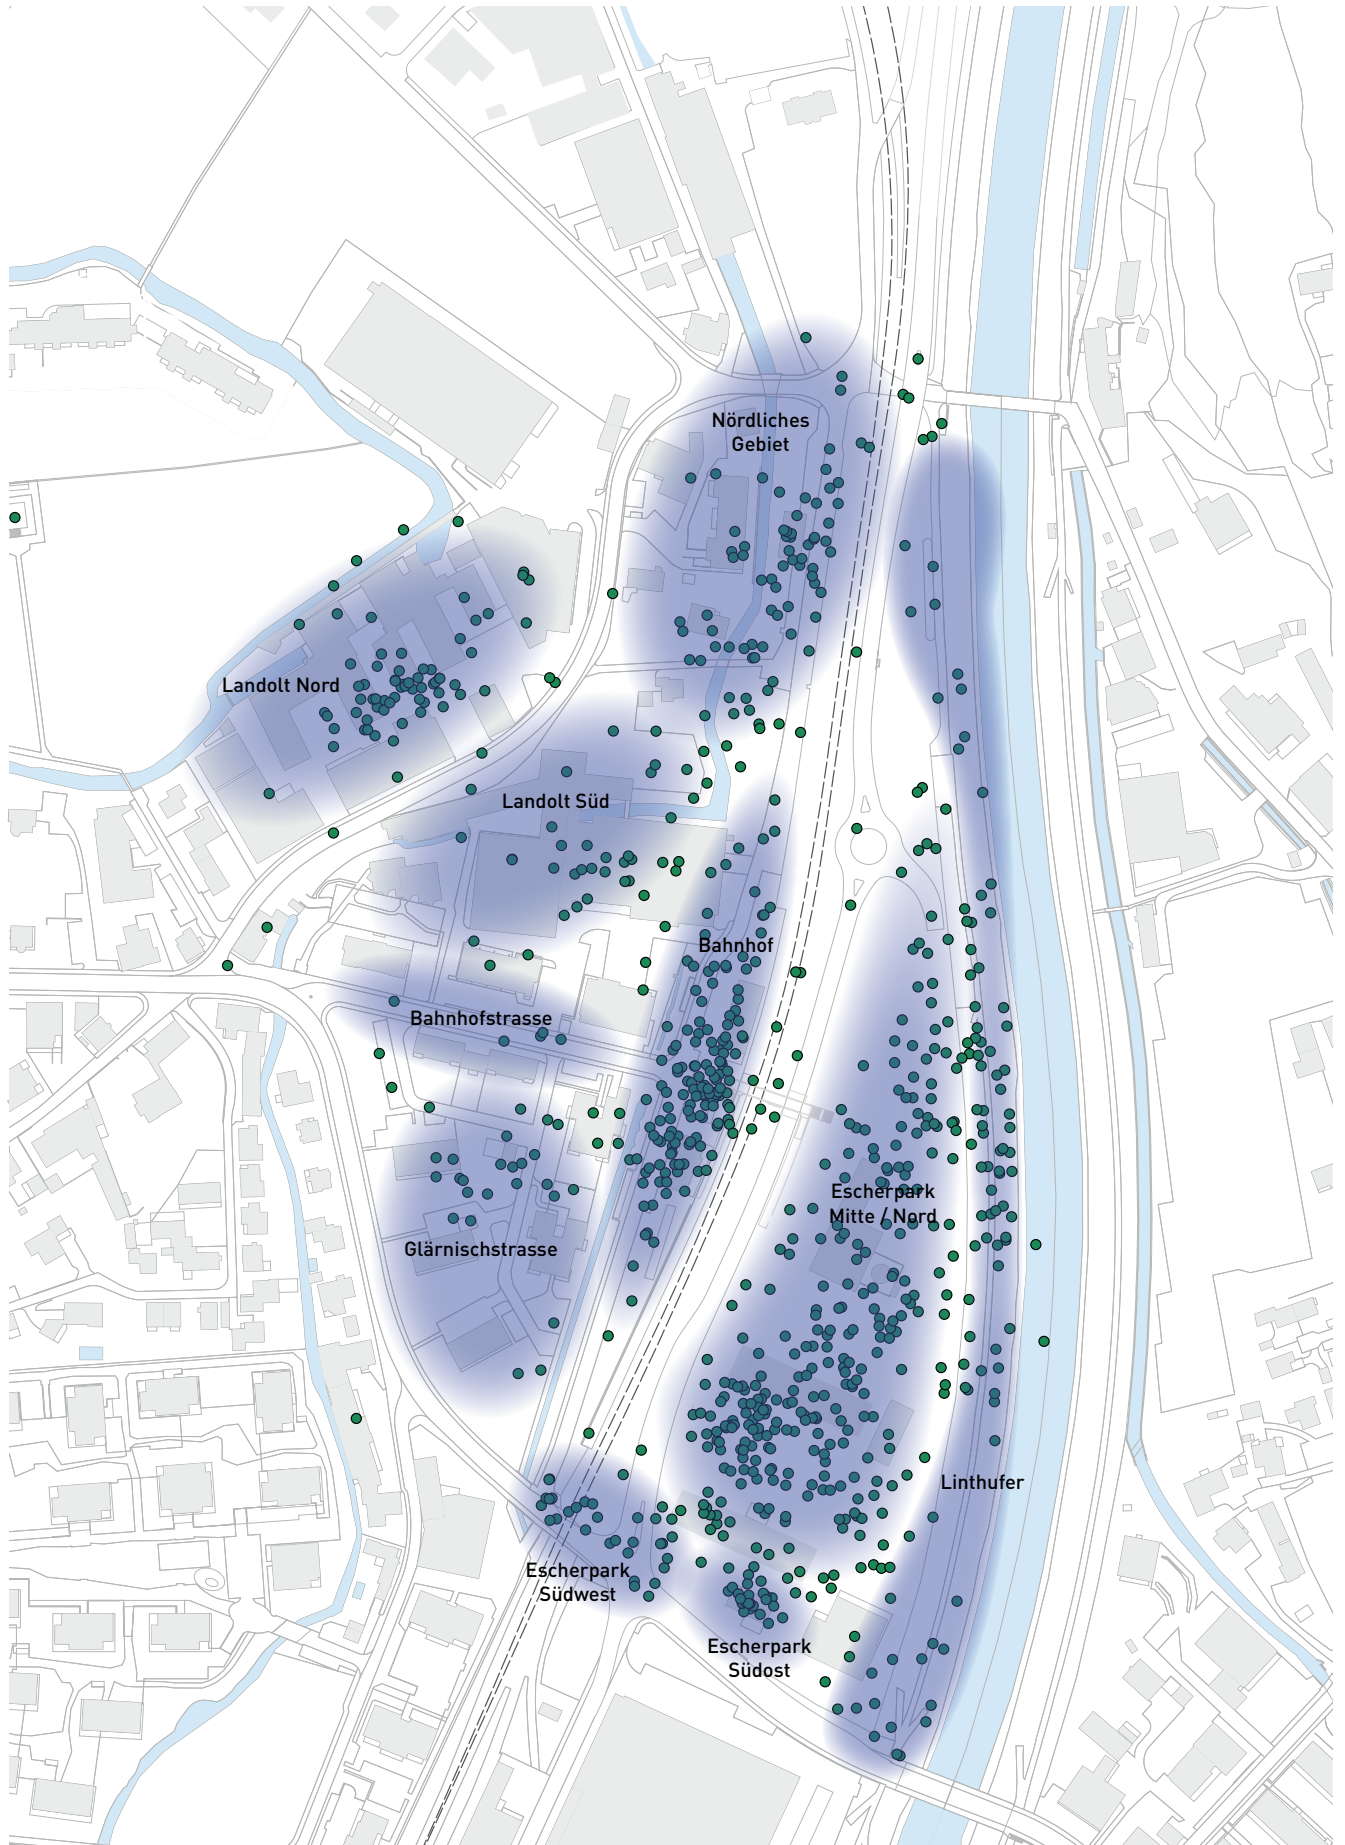 Nördliches
Gebiet
Landolt Nord
Landolt Süd
Bahnhof
Bahnhofstrasse
Escherpark
Mitte / Nord
Glärnischstrasse
Linthufer
Escherpark
Südwest
Escherpark
Südost